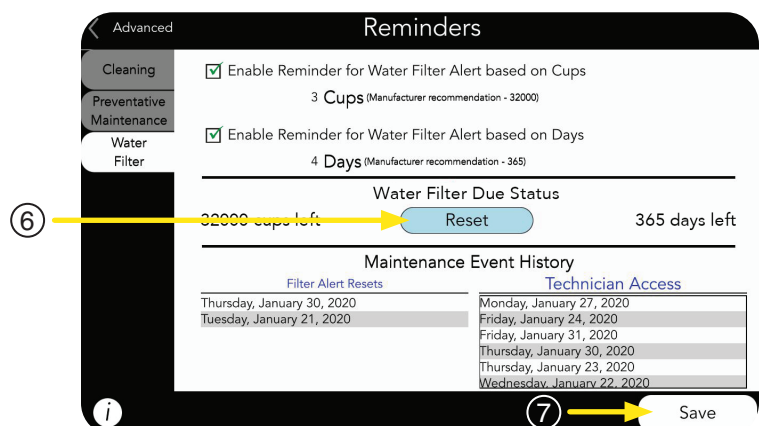 Advanced
Reminders
Cleaning
Preventative
Maintenance
Water
Filter
Enable Reminder for Water Filter Alert based on Cups
3 Cups (Manufacturer recommendation - 32000)
Enable Reminder for Water Filter Alert based on Days
4 Days (Manufacturer recommendation - 365)
Water Filter Due Status
6
32000 cups left
Reset
365 days left
Maintenance Event History
Filter Alert Resets
Thursday, January 30, 2020
Tuesday, January 21, 2020
Technician Access
Monday, January 27, 2020
Friday, January 24, 2020
Friday, January 31, 2020
Thursday, January 30, 2020
Thursday, January 23, 2020
Wednesday, January 22, 2020
i
7
Save